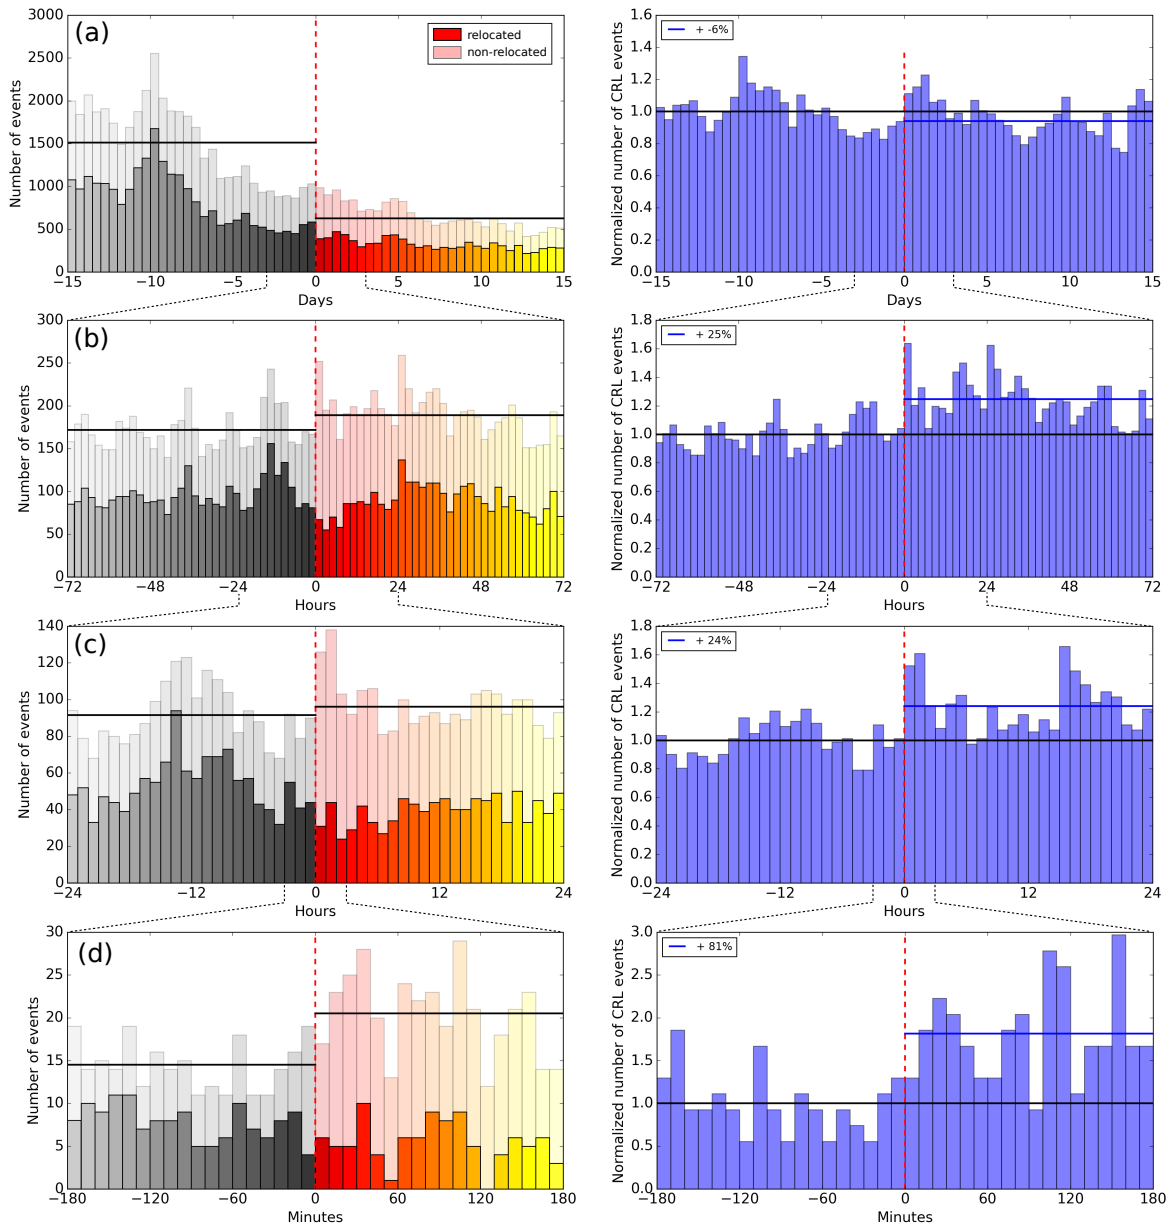 (a)
Number of events
3000
2500
2000
1500
1000
500
0
relocated
non-relocated
−15 −10 −5 0 5 10 15
Days
Normalized number of CRL events
1.6
1.4
1.2
1.0
0.8
0.6
0.4
0.2
0.0
+ -6%
−15 −10 −5 0 5 10 15
Days
(b)
Number of events
300
250
200
150
100
50
0
−72 −48 −24 0 24 48 72
Hours
Normalized number of CRL events
1.8
1.6
1.4
1.2
1.0
0.8
0.6
0.4
0.2
0.0
+ 25%
−72 −48 −24 0 24 48 72
Hours
(c)
Number of events
140
120
100
80
60
40
20
0
−24 −12 0 12 24
Hours
Normalized number of CRL events
1.8
1.6
1.4
1.2
1.0
0.8
0.6
0.4
0.2
0.0
+ 24%
−24 −12 0 12 24
Hours
(d)
Number of events
30
25
20
15
10
5
0
−180 −120 −60 0 60 120 180
Minutes
Normalized number of CRL events
3.0
2.5
2.0
1.5
1.0
0.5
0.0
+ 81%
−180 −120 −60 0 60 120 180
Minutes